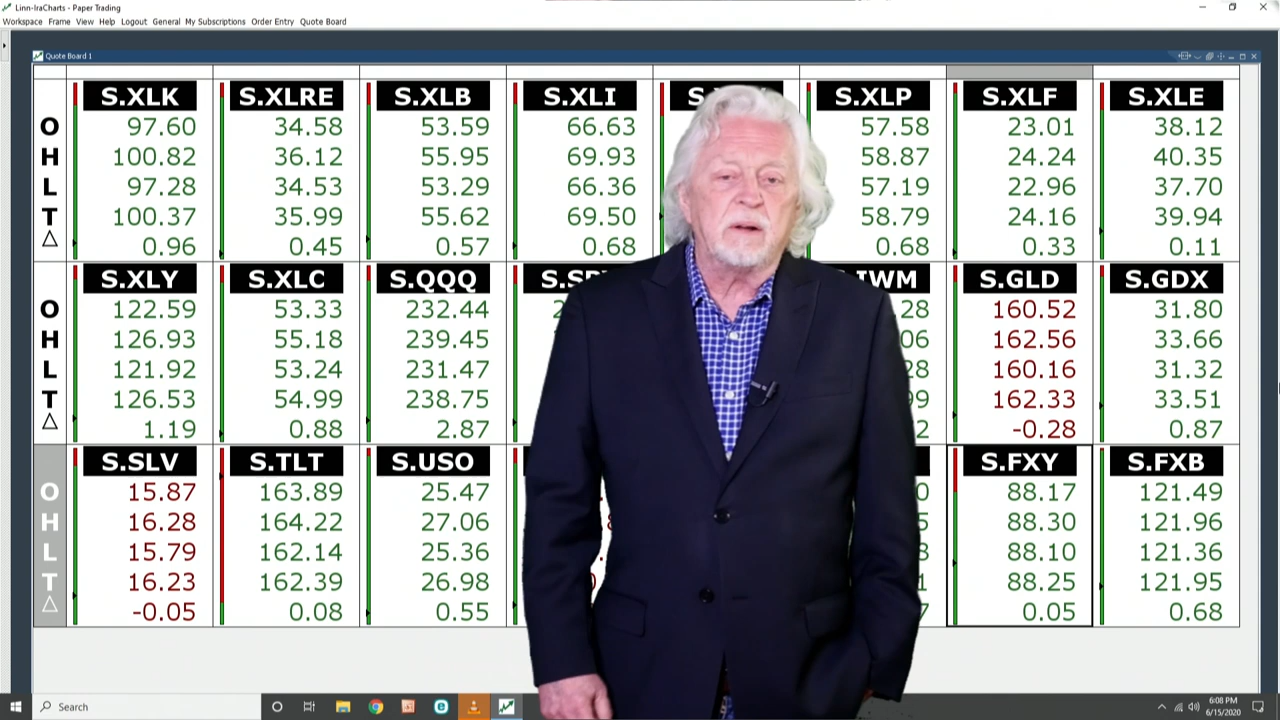 Linn-IraCharts - Paper Trading
Workspace Frame View Help Logout General My Subscriptions Order Entry Quote Board
Quote Board 1
S.XLK S.XLRE S.XLB S.XLI S.XLP S.XLF S.XLE
O 97.60 34.58 53.59 66.63 57.58 23.01 38.12
H 100.82 36.12 55.95 69.93 58.87 24.24 40.35
L 97.28 34.53 53.29 66.36 57.19 22.96 37.70
T 100.37 35.99 55.62 69.50 58.79 24.16 39.94
△ 0.96 0.45 0.57 0.68 0.68 0.33 0.11
S.XLY S.XLC S.QQQ IWM S.GLD S.GDX
O 122.59 53.33 232.44 28 160.52 31.80
H 126.93 55.18 239.45 06 162.56 33.66
L 121.92 53.24 231.47 28 160.16 31.32
T 126.53 54.99 238.75 99 162.33 33.51
△ 1.19 0.88 2.87 2 -0.28 0.87
S.SLV S.TLT S.USO S.FXY S.FXB
O 15.87 163.89 25.47 88.17 121.49
H 16.28 164.22 27.06 88.30 121.96
L 15.79 162.14 25.36 88.10 121.36
T 16.23 162.39 26.98 88.25 121.95
△ -0.05 0.08 0.55 0.05 0.68
Search
6:08 PM
6/15/2020